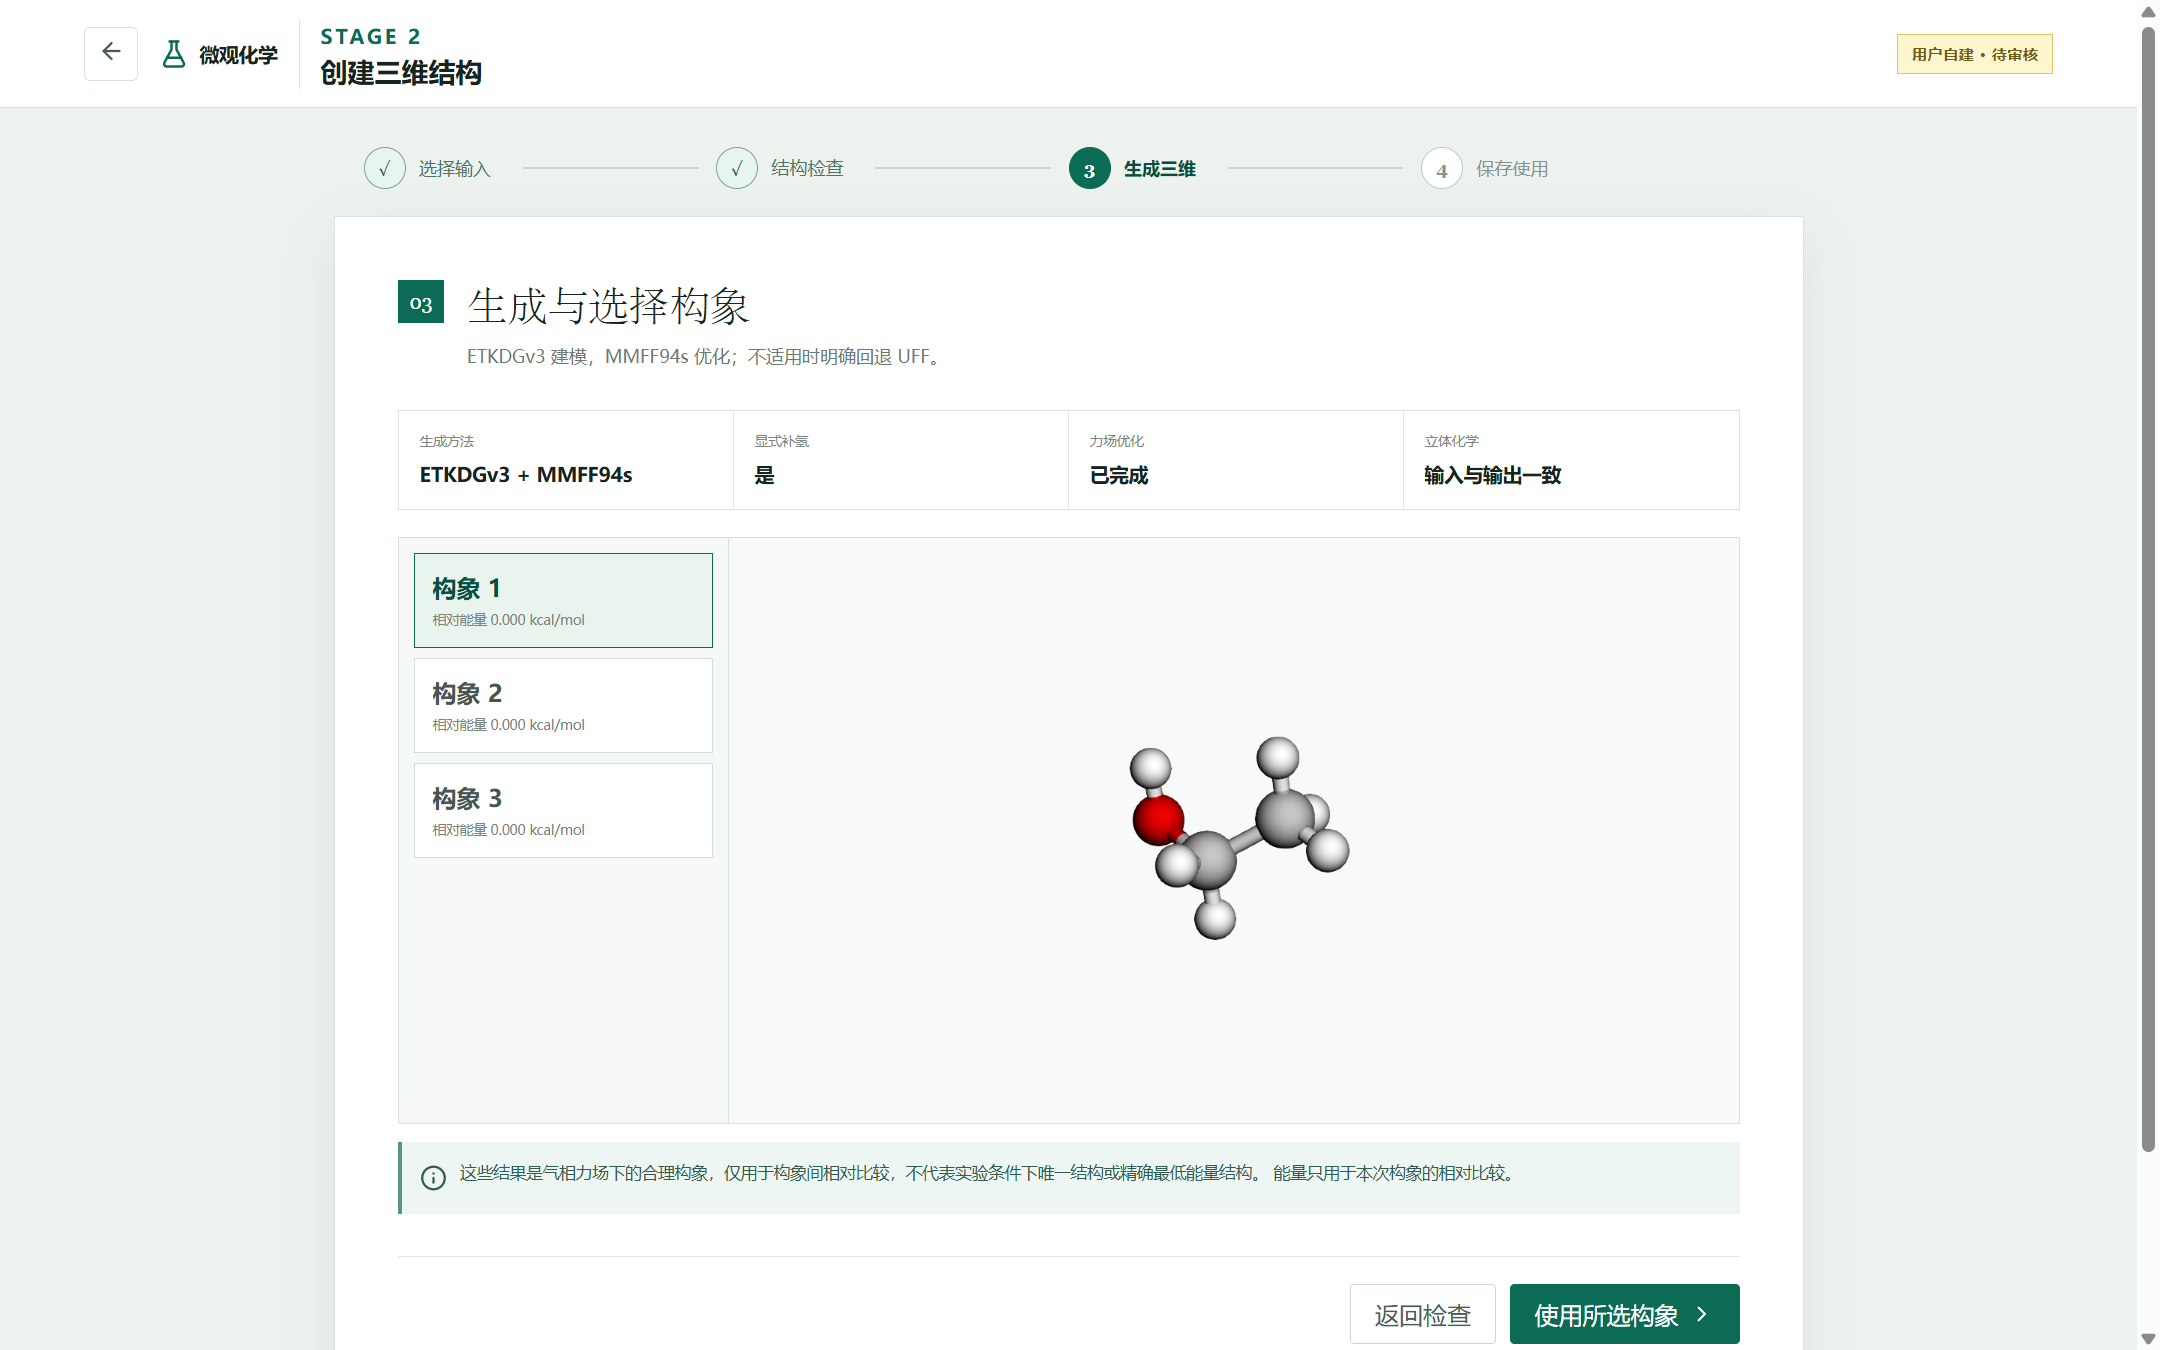 微观化学
STAGE 2
创建三维结构
用户自建 • 待审核
✓ 选择输入
✓ 结构检查
3 生成三维
4 保存使用
03 生成与选择构象
ETKDGv3 建模，MMFF94s 优化；不适用时明确回退 UFF。
生成方法
ETKDGv3 + MMFF94s
显式补氢
是
力场优化
已完成
立体化学
输入与输出一致
构象 1
相对能量 0.000 kcal/mol
构象 2
相对能量 0.000 kcal/mol
构象 3
相对能量 0.000 kcal/mol
这些结果是气相力场下的合理构象，仅用于构象间相对比较，不代表实验条件下唯一结构或精确最低能量结构。 能量只用于本次构象的相对比较。
返回检查
使用所选构象